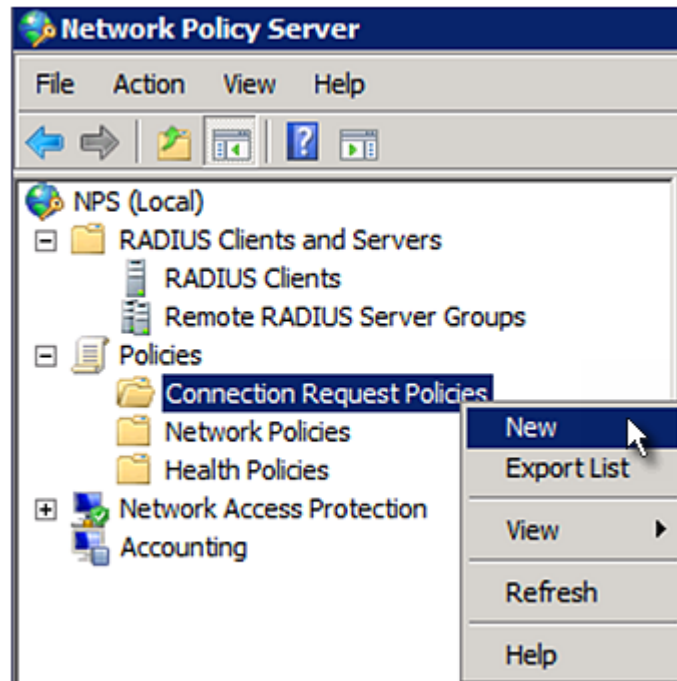 Network Policy Server
File Action View Help
NPS (Local)
RADIUS Clients and Servers
RADIUS Clients
Remote RADIUS Server Groups
Policies
Connection Request Policies
Network Policies
Health Policies
Network Access Protection
Accounting
New
Export List
View
Refresh
Help